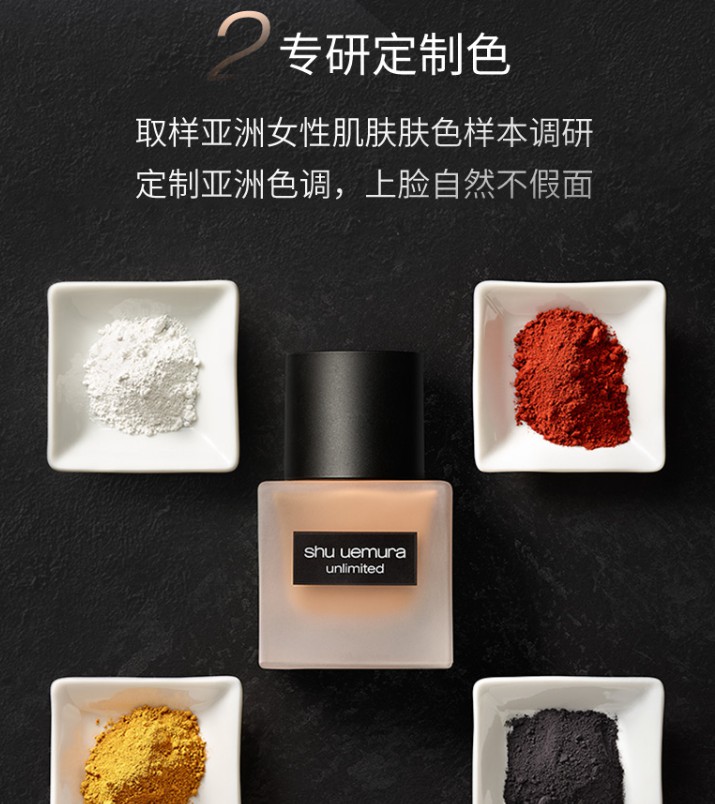 2 专研定制色
取样亚洲女性肌肤肤色样本调研
定制亚洲色调，上脸自然不假面
shu uemura
unlimited